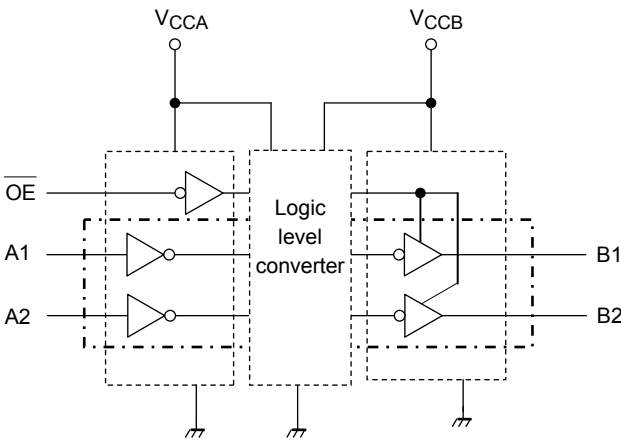 VCCA
VCCB
OE
A1
A2
Logic
level
converter
B1
B2